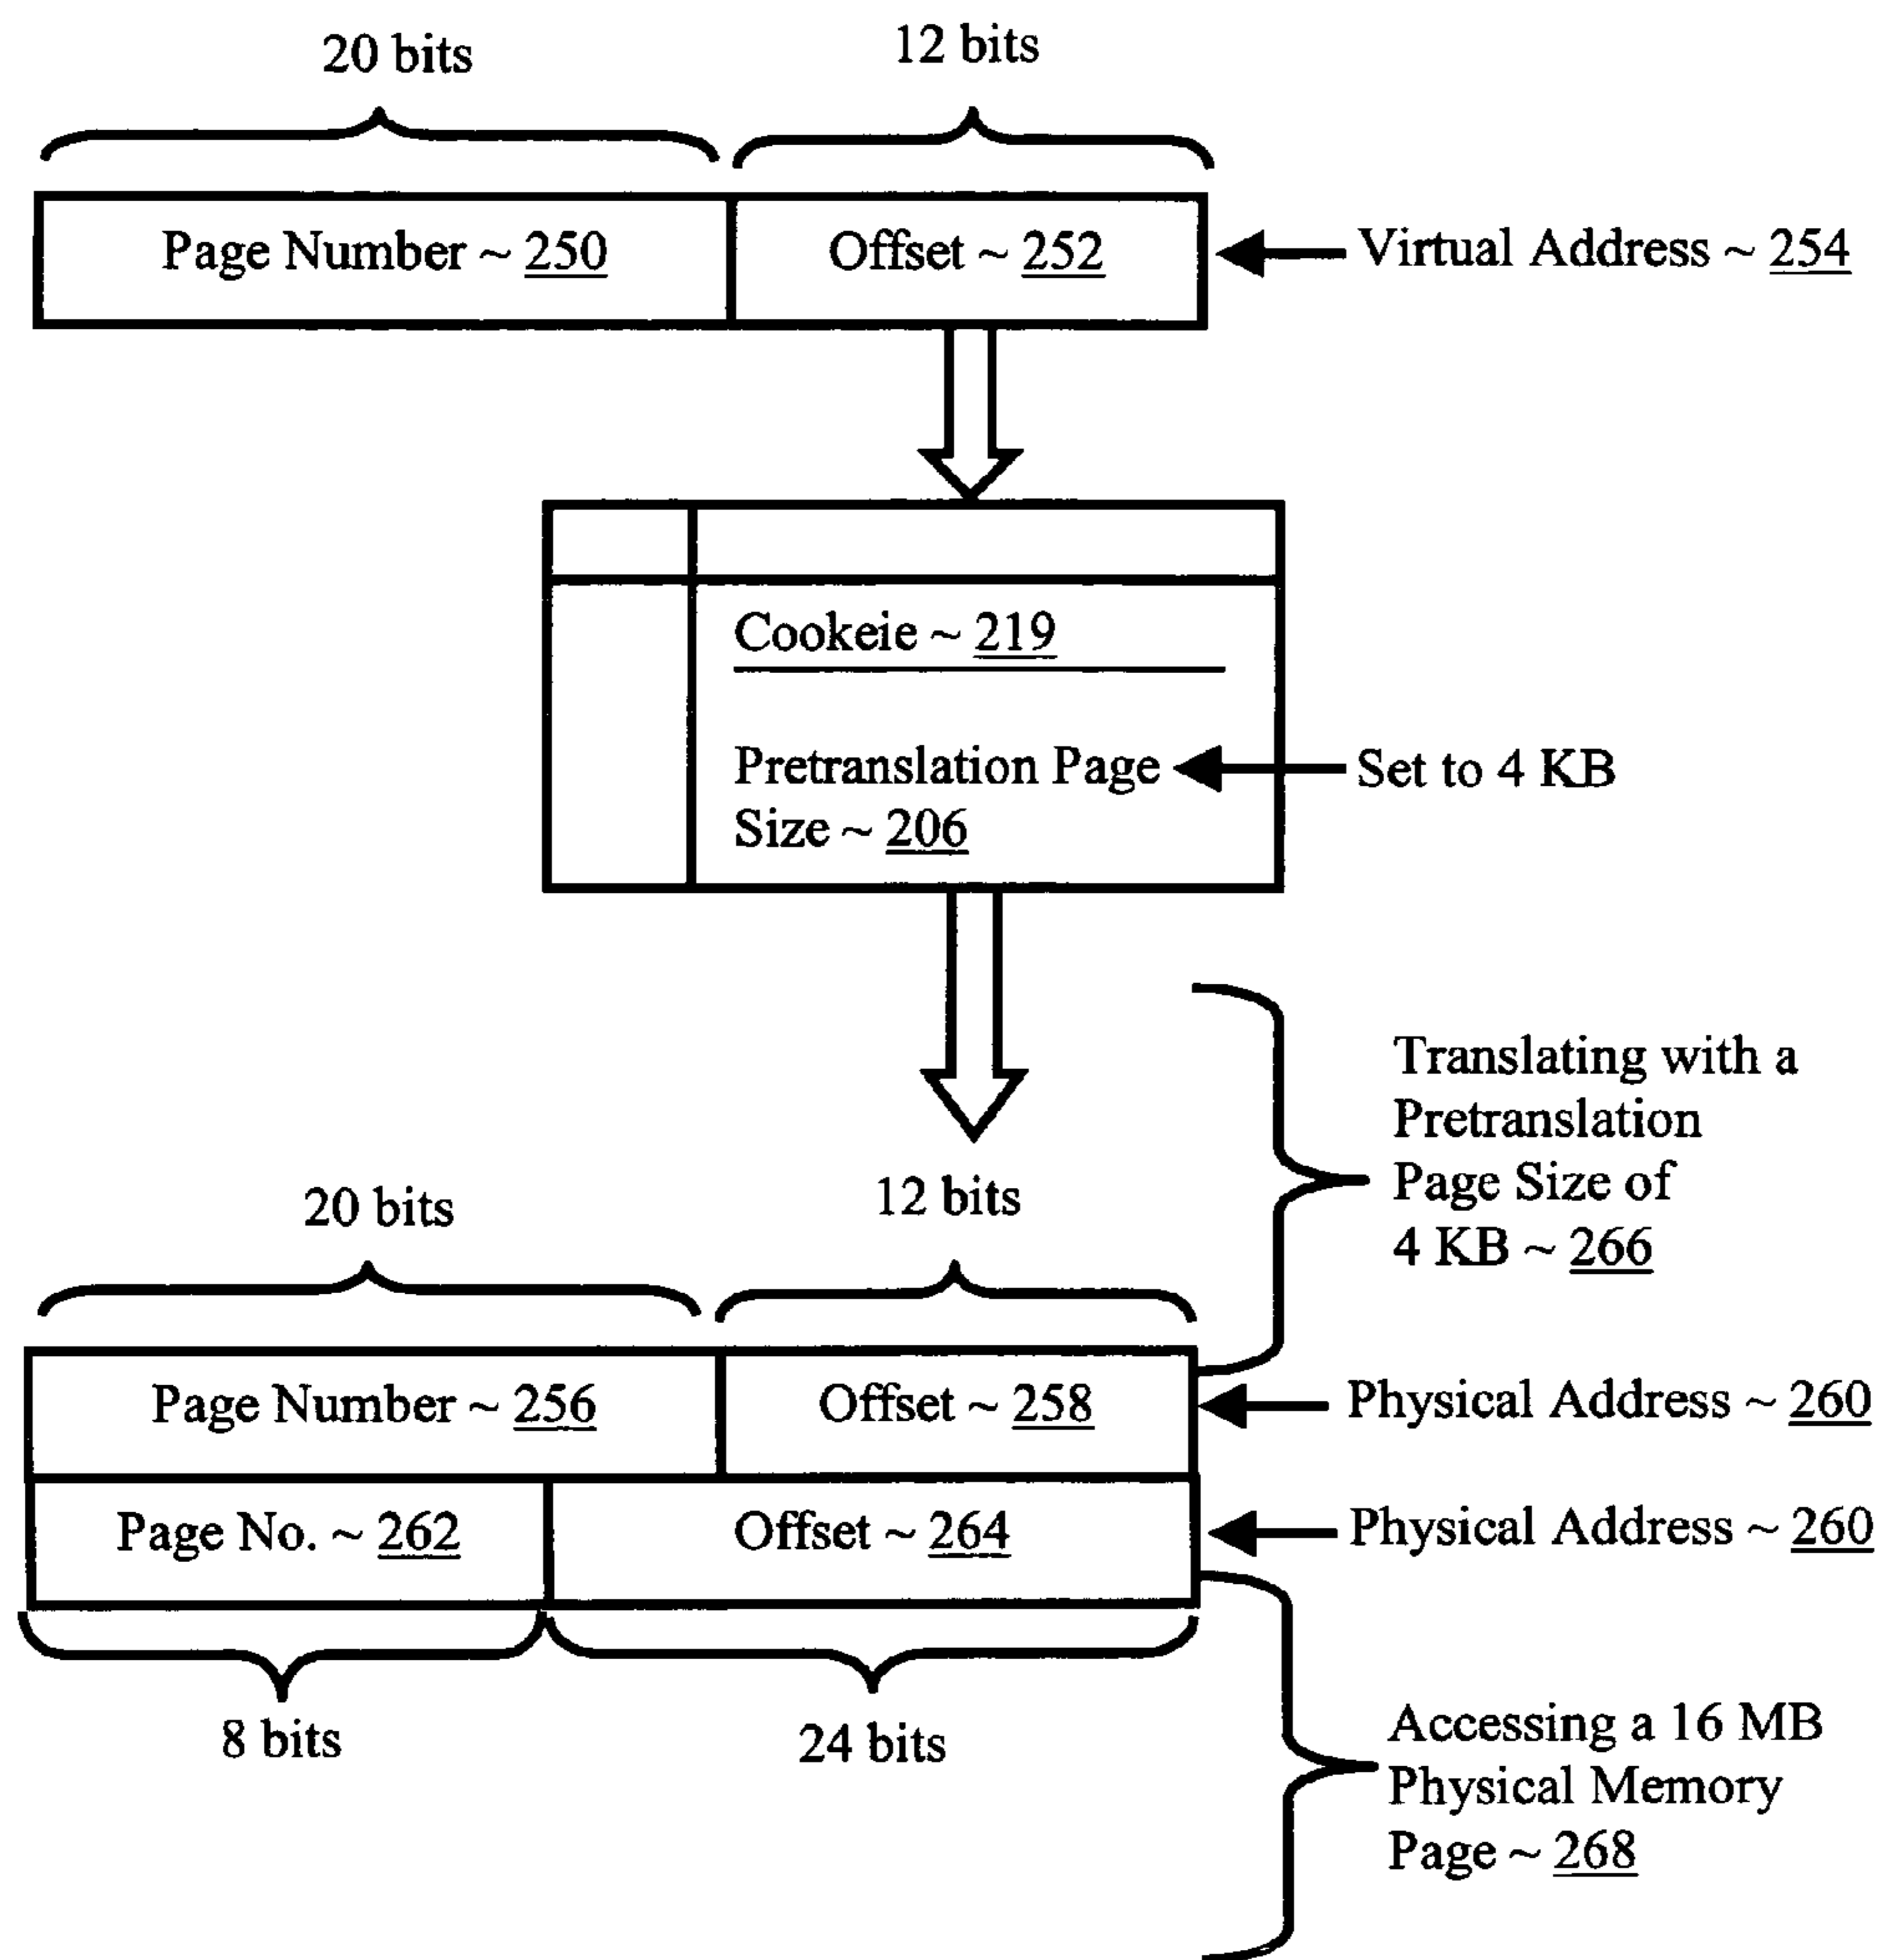 20 bits
12 bits
Page Number ~ 250
Offset ~ 252
Virtual Address ~ 254
Cookeie ~ 219
Pretranslation Page
Size ~ 206
Set to 4 KB
Translating with a
Pretranslation
Page Size of
4 KB ~ 266
20 bits
12 bits
Page Number ~ 256
Offset ~ 258
Physical Address ~ 260
Page No. ~ 262
Offset ~ 264
Physical Address ~ 260
8 bits
24 bits
Accessing a 16 MB
Physical Memory
Page ~ 268